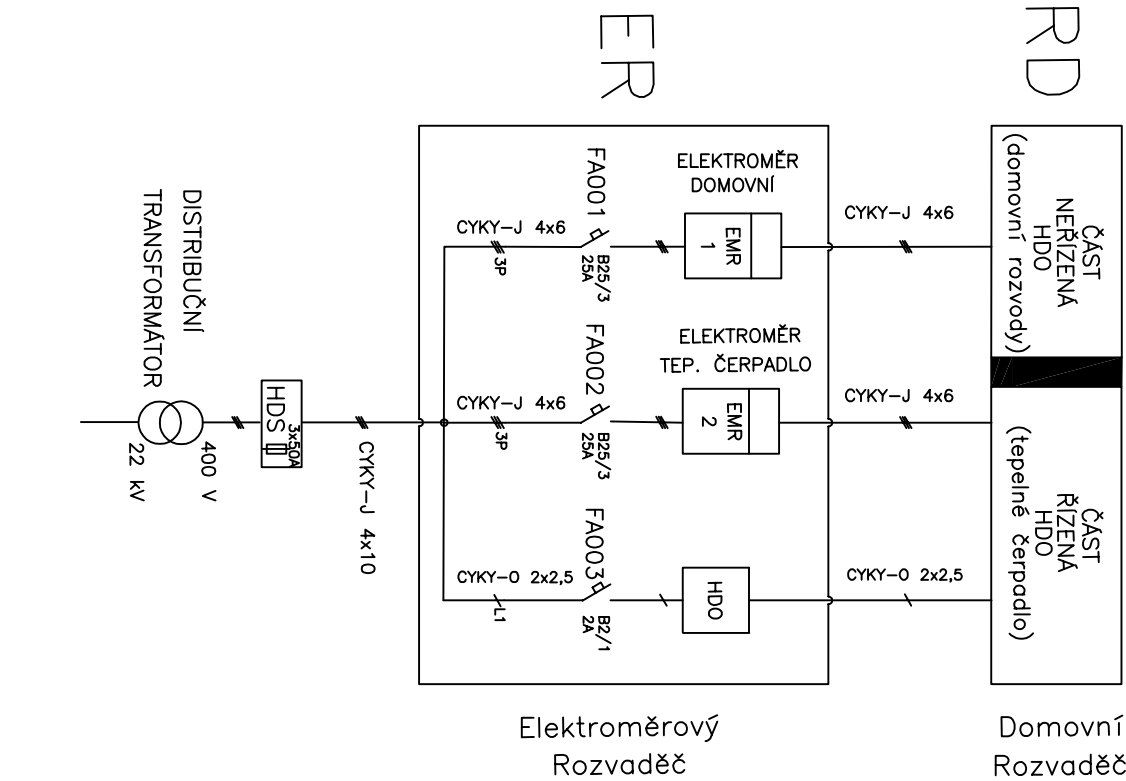 ER
RD
DISTRIBUČNÍ
TRANSFORMÁTOR
400 V
22 kV
HDS
3x50A
CYKY-J 4x10
FA001
CYKY-J 4x6
3P
B25/3
25A
ELEKTROMĚR
DOMOVNÍ
EMR
1
CYKY-J 4x6
FA002
CYKY-J 4x6
3P
B25/3
25A
ELEKTROMĚR
TEP. ČERPADLO
EMR
2
CYKY-J 4x6
FA003
CYKY-O 2x2,5
L1
B2/1
2A
HDO
CYKY-O 2x2,5
ČÁST
NEŘÍZENÁ
HDO
(domovní rozvody)
ČÁST
ŘÍZENÁ
HDO
(tepelné čerpadlo)
Elektroměrový
Rozvaděč
Domovní
Rozvaděč